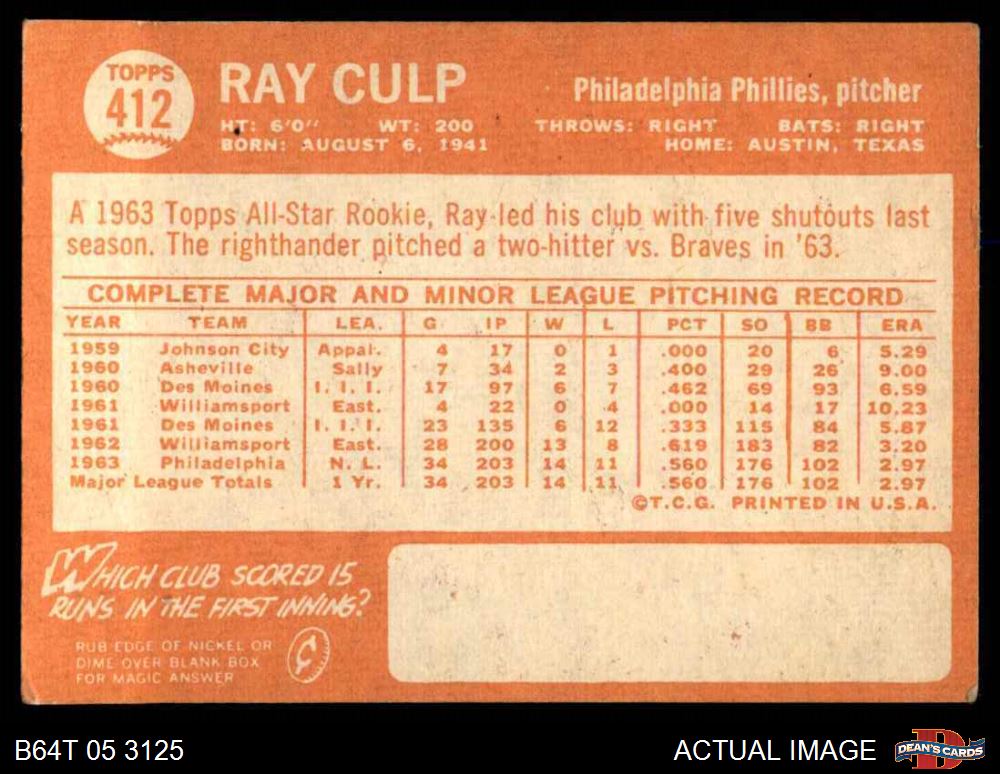 TOPPS
412
RAY CULP
Philadelphia Phillies, pitcher
HT: 6'0" WT: 200 THROWS: RIGHT BATS: RIGHT
BORN: AUGUST 6, 1941 HOME: AUSTIN, TEXAS
A 1963 Topps All-Star Rookie, Ray led his club with five shutouts last
season. The righthander pitched a two-hitter vs. Braves in '63.
COMPLETE MAJOR AND MINOR LEAGUE PITCHING RECORD
YEAR TEAM LEA. G IP W L PCT SO BB ERA
1959 Johnson City Appal. 4 17 0 1 .000 20 6 5.29
1960 Asheville Sally 7 34 2 3 .400 29 26 9.00
1960 Des Moines I. I. I. 17 97 6 7 .462 69 93 6.59
1961 Williamsport East. 4 22 0 4 .000 14 17 10.23
1961 Des Moines I. I. I. 23 135 6 12 .333 115 84 5.87
1962 Williamsport East. 28 200 13 8 .619 183 82 3.20
1963 Philadelphia N. L. 34 203 14 11 .560 176 102 2.97
Major League Totals 1 Yr. 34 203 14 11 .560 176 102 2.97
©T.C.G. PRINTED IN U.S.A.
WHICH CLUB SCORED 15
RUNS IN THE FIRST INNING?
RUB EDGE OF NICKEL OR
DIME OVER BLANK BOX
FOR MAGIC ANSWER
¢
B64T 05 3125
ACTUAL IMAGE
D
DEAN'S CARDS